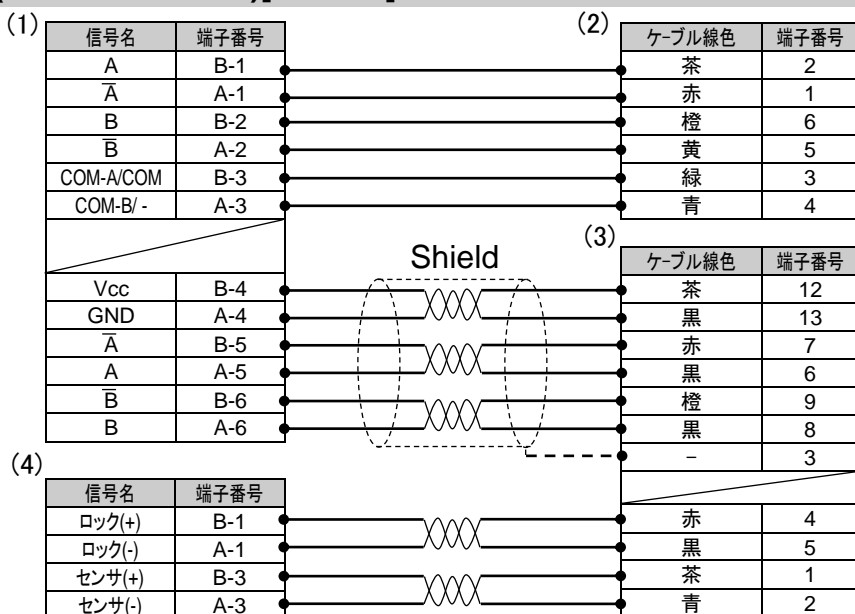 (1)
信号名 端子番号
A B-1
A̅ A-1
B B-2
B̅ A-2
COM-A/COM B-3
COM-B/ - A-3
Vcc B-4
GND A-4
A̅ B-5
A A-5
B̅ B-6
B A-6
(2)
ケーブル線色 端子番号
茶 2
赤 1
橙 6
黄 5
緑 3
青 4
Shield
(3)
ケーブル線色 端子番号
茶 12
黒 13
赤 7
黒 6
橙 9
黒 8
- 3
赤 4
黒 5
茶 1
青 2
(4)
信号名 端子番号
ロック(+) B-1
ロック(-) A-1
センサ(+) B-3
センサ(-) A-3